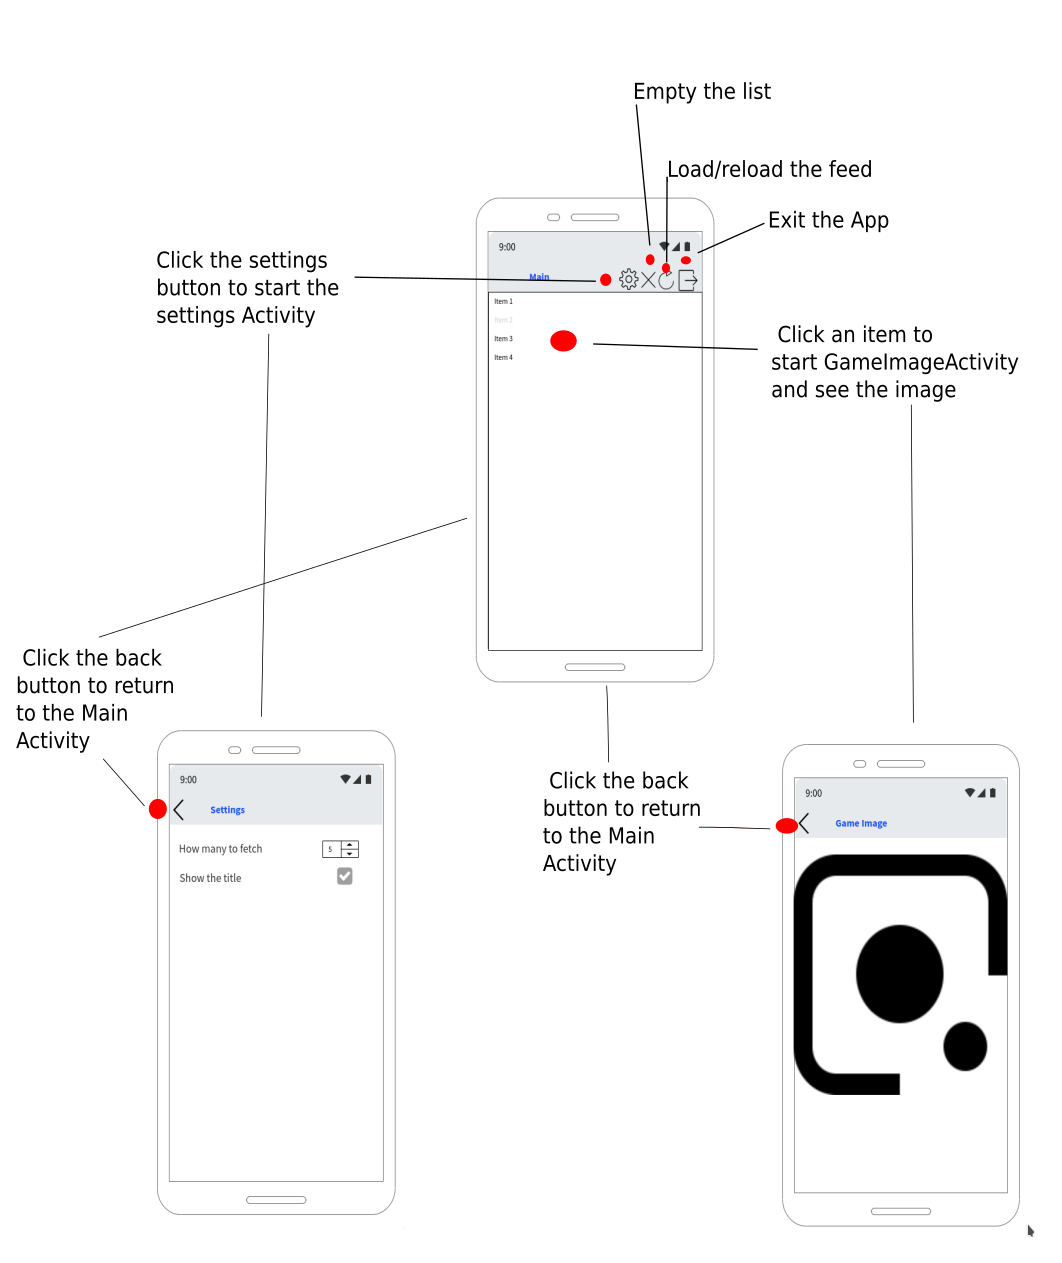 Empty the list
Load/reload the feed
Exit the App
9:00
Main
Click the settings
button to start the
settings Activity
Item 1
Item 2
Item 3
Item 4
Click an item to
start GameImageActivity
and see the image
Click the back
button to return
to the Main
Activity
9:00
Settings
How many to fetch
5
Show the title
Click the back
button to return
to the Main
Activity
9:00
Game Image